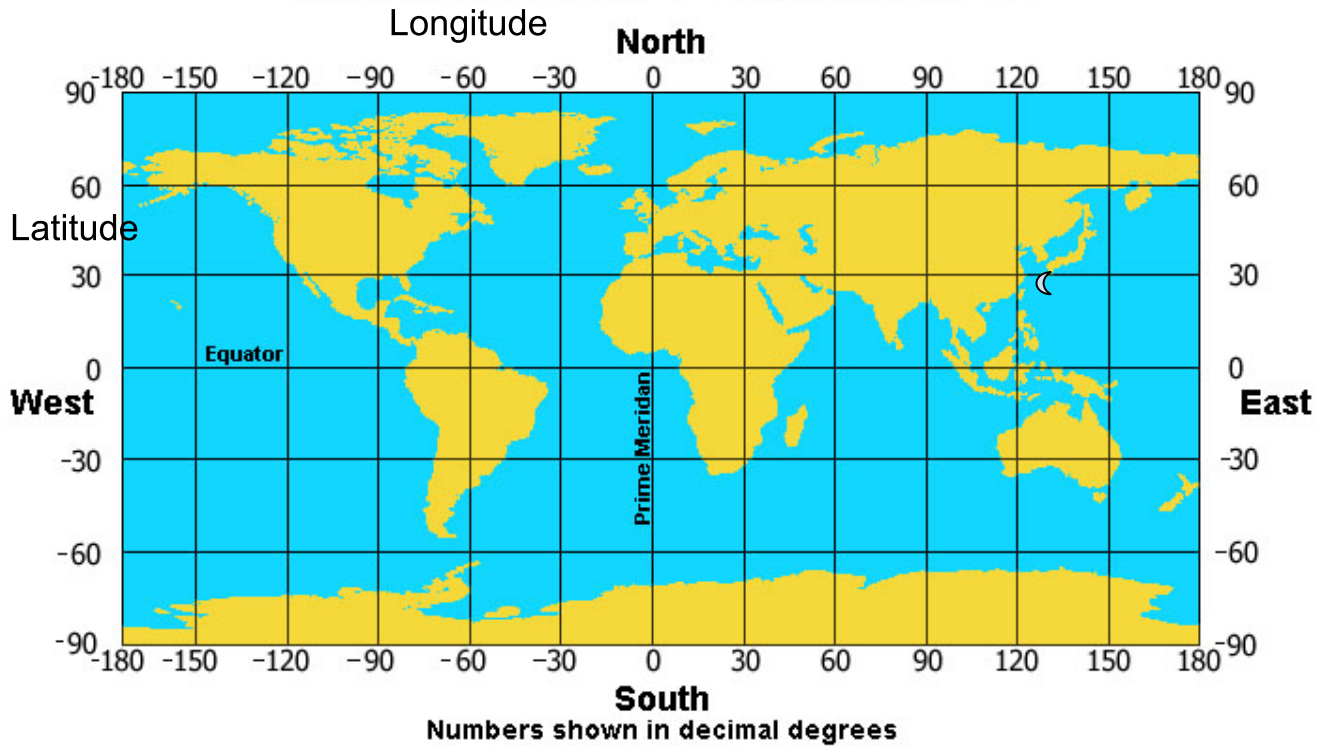 Longitude
North
-180 -150 -120 -90 -60 -30 0 30 60 90 120 150 180
90 90
60 60
Latitude
30 30
Equator
0 0
West East
Prime Meridan
-30 -30
-60 -60
-90 -90
-180 -150 -120 -90 -60 -30 0 30 60 90 120 150 180
South
Numbers shown in decimal degrees